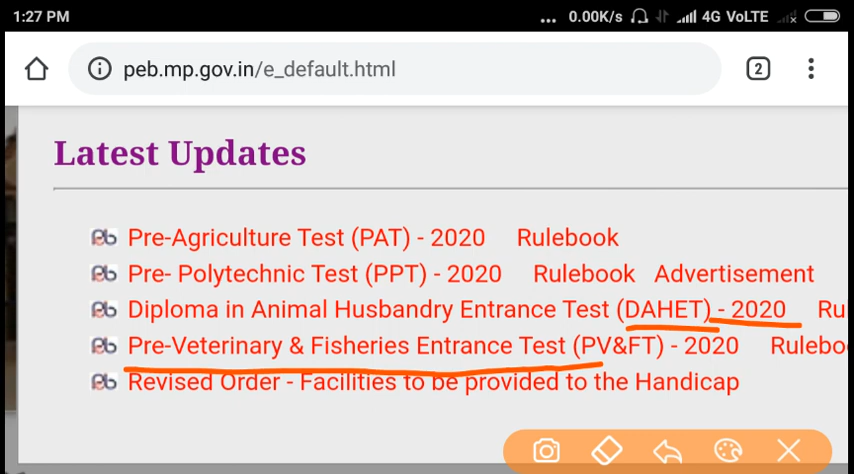 1:27 PM ... 0.00K/s 4G VoLTE
peb.mp.gov.in/e_default.html 2
Latest Updates
Pre-Agriculture Test (PAT) - 2020 Rulebook
Pre- Polytechnic Test (PPT) - 2020 Rulebook Advertisement
Diploma in Animal Husbandry Entrance Test (DAHET) - 2020 Ru
Pre-Veterinary & Fisheries Entrance Test (PV&FT) - 2020 Rulebo
Revised Order - Facilities to be provided to the Handicap